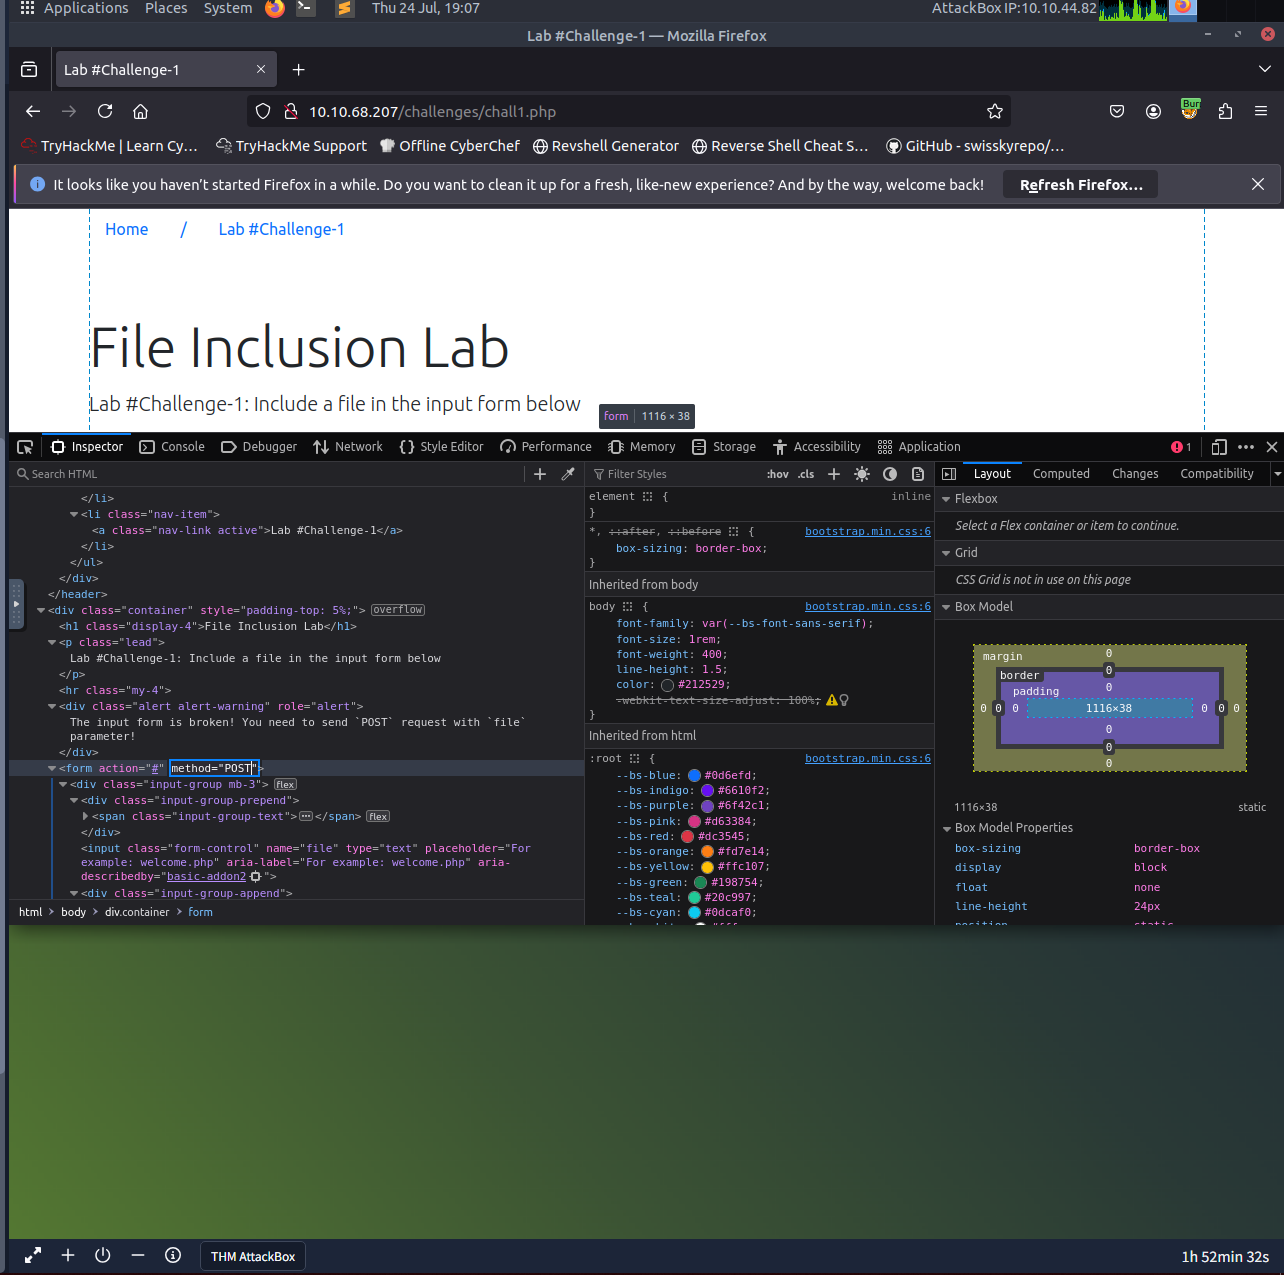 Applications Places System Thu 24 Jul, 19:07 AttackBox IP:10.10.44.82
Lab #Challenge-1 — Mozilla Firefox
Lab #Challenge-1
10.10.68.207/challenges/chall1.php
Bur
TryHackMe | Learn Cy... TryHackMe Support Offline CyberChef Revshell Generator Reverse Shell Cheat S... GitHub - swisskyrepo/...
It looks like you haven't started Firefox in a while. Do you want to clean it up for a fresh, like-new experience? And by the way, welcome back! Refresh Firefox...
Home / Lab #Challenge-1
File Inclusion Lab
Lab #Challenge-1: Include a file in the input form below
form 1116 × 38
Inspector Console Debugger Network Style Editor Performance Memory Storage Accessibility Application 1
Search HTML
</li>
<li class="nav-item">
<a class="nav-link active">Lab #Challenge-1</a>
</li>
</ul>
</div>
</header>
<div class="container" style="padding-top: 5%;"> overflow
<h1 class="display-4">File Inclusion Lab</h1>
<p class="lead">
Lab #Challenge-1: Include a file in the input form below
</p>
<hr class="my-4">
<div class="alert alert-warning" role="alert">
The input form is broken! You need to send `POST` request with `file`
parameter!
</div>
<form action="#" method="POST">
<div class="input-group mb-3"> flex
<div class="input-group-prepend">
<span class="input-group-text">···</span> flex
</div>
<input class="form-control" name="file" type="text" placeholder="For
example: welcome.php" aria-label="For example: welcome.php" aria-
describedby="basic-addon2">
<div class="input-group-append">
html > body > div.container > form
Filter Styles :hov .cls
element { inline
}
*, ::after, ::before { bootstrap.min.css:6
box-sizing: border-box;
}
Inherited from body
body { bootstrap.min.css:6
font-family: var(--bs-font-sans-serif);
font-size: 1rem;
font-weight: 400;
line-height: 1.5;
color: #212529;
-webkit-text-size-adjust: 100%;
}
Inherited from html
:root { bootstrap.min.css:6
--bs-blue: #0d6efd;
--bs-indigo: #6610f2;
--bs-purple: #6f42c1;
--bs-pink: #d63384;
--bs-red: #dc3545;
--bs-orange: #fd7e14;
--bs-yellow: #ffc107;
--bs-green: #198754;
--bs-teal: #20c997;
--bs-cyan: #0dcaf0;
Layout Computed Changes Compatibility
Flexbox
Select a Flex container or item to continue.
Grid
CSS Grid is not in use on this page
Box Model
margin 0
border 0
padding 0
0 0 0 1116×38 0 0 0
0
0
0
1116×38 static
Box Model Properties
box-sizing border-box
display block
float none
line-height 24px
position static
THM AttackBox 1h 52min 32s